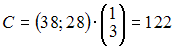 C = (38;28)·(1 3) = 122